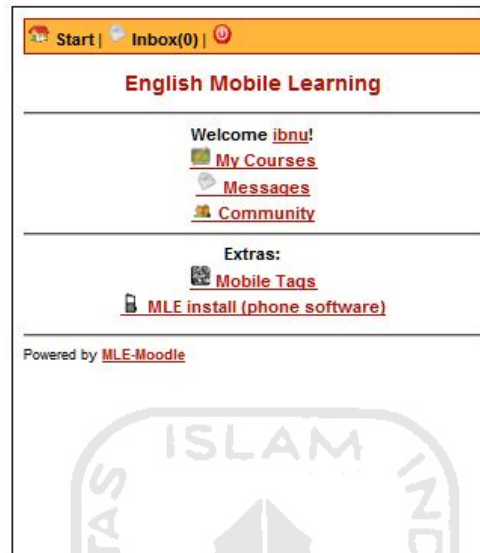 Start | Inbox(0) |
English Mobile Learning
Welcome ibnu!
My Courses
Messages
Community
Extras:
Mobile Tags
MLE install (phone software)
Powered by MLE-Moodle
ISLAM